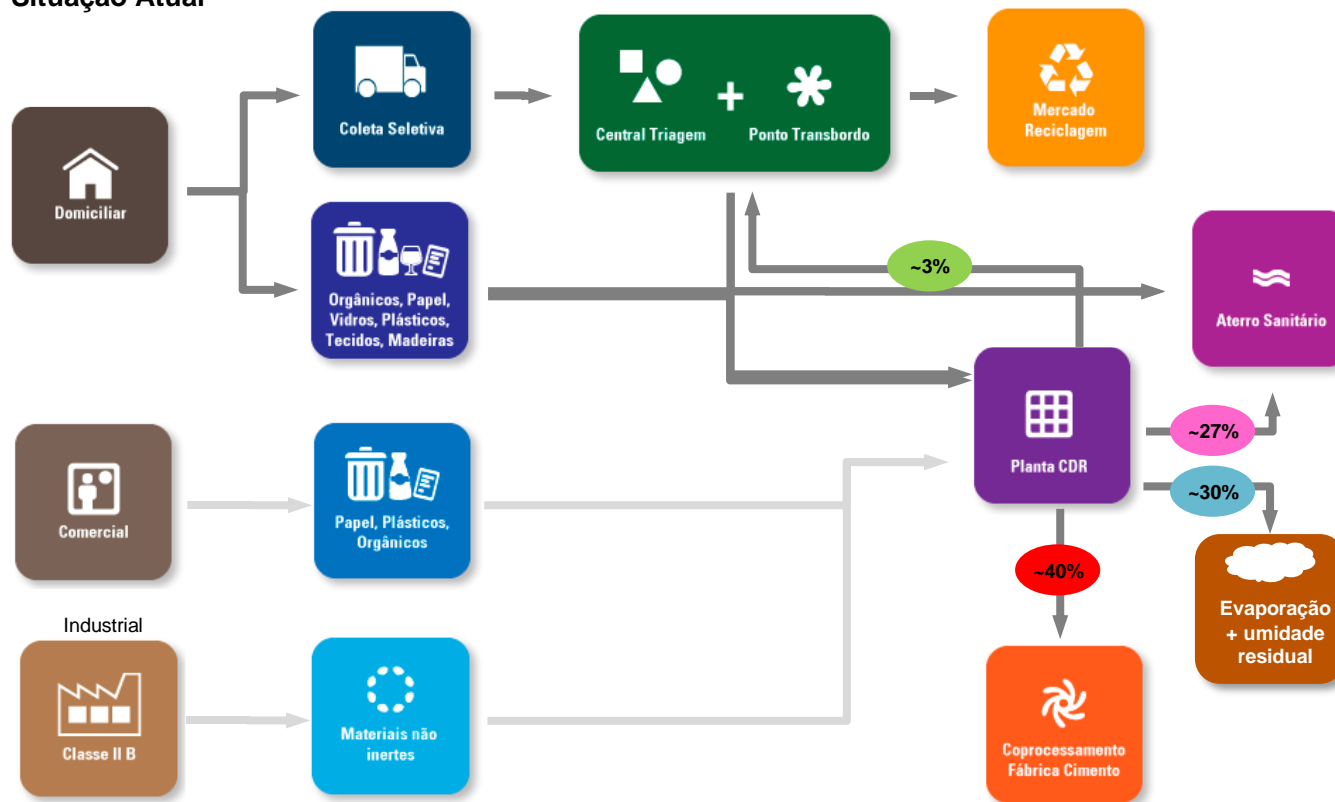 Situação Atual
Coleta Seletiva
Central Triagem
+
Ponto Transbordo
Mercado
Reciclagem
Domiciliar
Orgânicos, Papel,
Vidros, Plásticos,
Tecidos, Madeiras
~3%
Aterro Sanitário
Planta CDR
~27%
~30%
~40%
Comercial
Papel, Plásticos,
Orgânicos
Evaporação
+ umidade
residual
Industrial
Classe II B
Materiais não
inertes
Coprocessamento
Fábrica Cimento